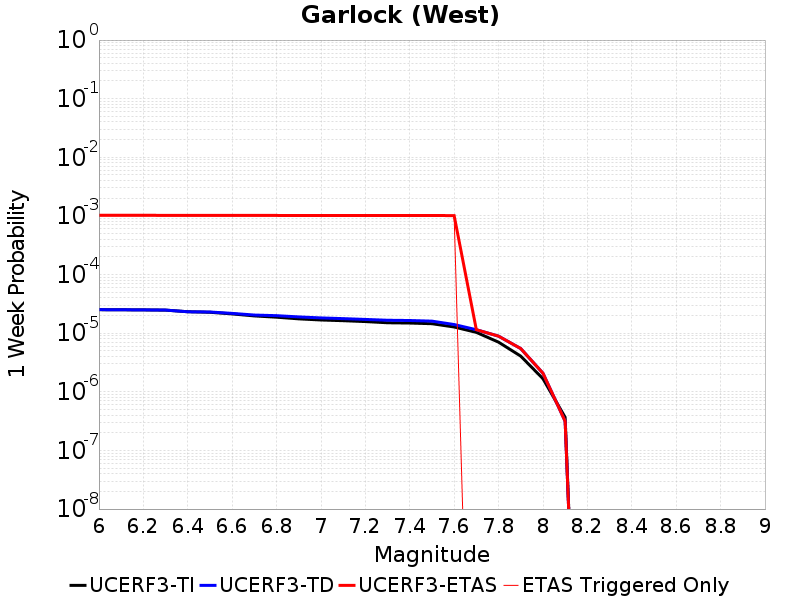 Garlock (West)
10^0
10^-1
10^-2
10^-3
10^-4
10^-5
10^-6
10^-7
10^-8
1 Week Probability
6 6.2 6.4 6.6 6.8 7 7.2 7.4 7.6 7.8 8 8.2 8.4 8.6 8.8 9
Magnitude
UCERF3-TI UCERF3-TD UCERF3-ETAS ETAS Triggered Only